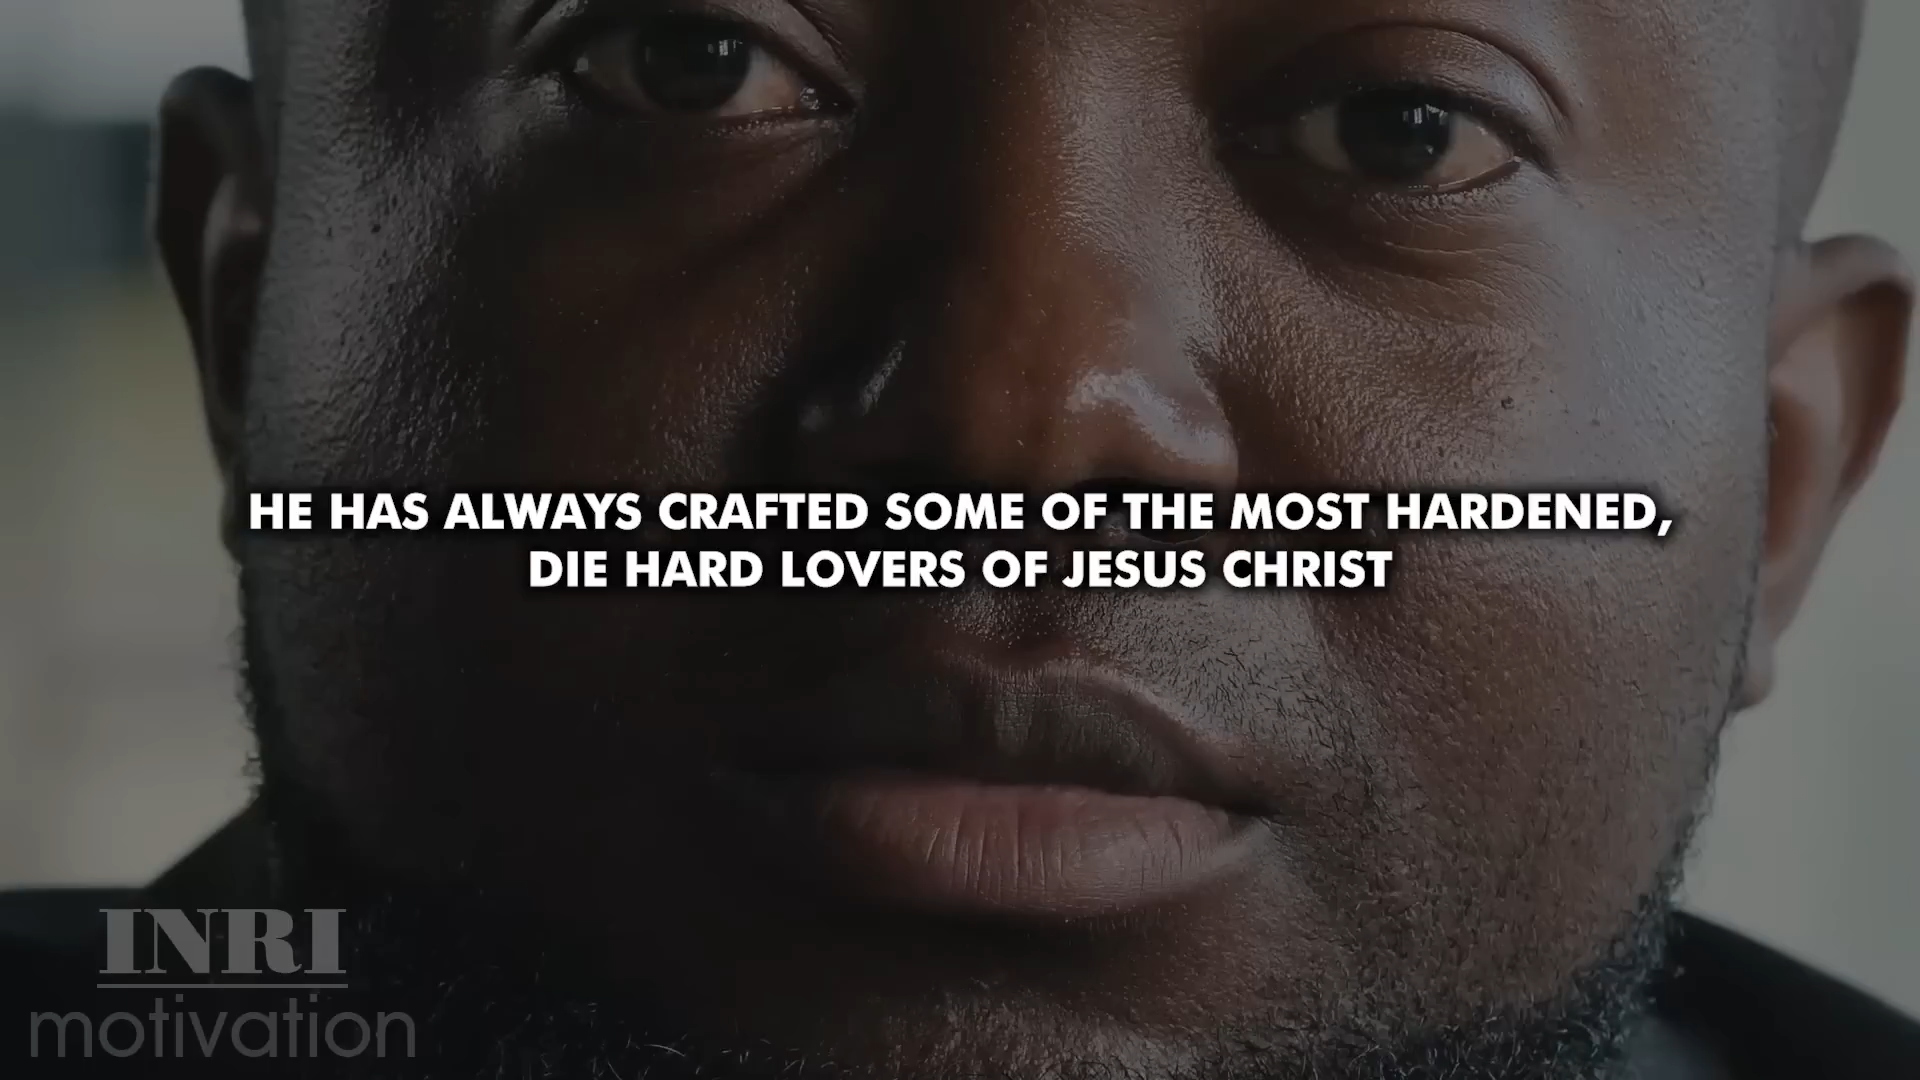 HE HAS ALWAYS CRAFTED SOME OF THE MOST HARDENED,
DIE HARD LOVERS OF JESUS CHRIST
INRI
motivation